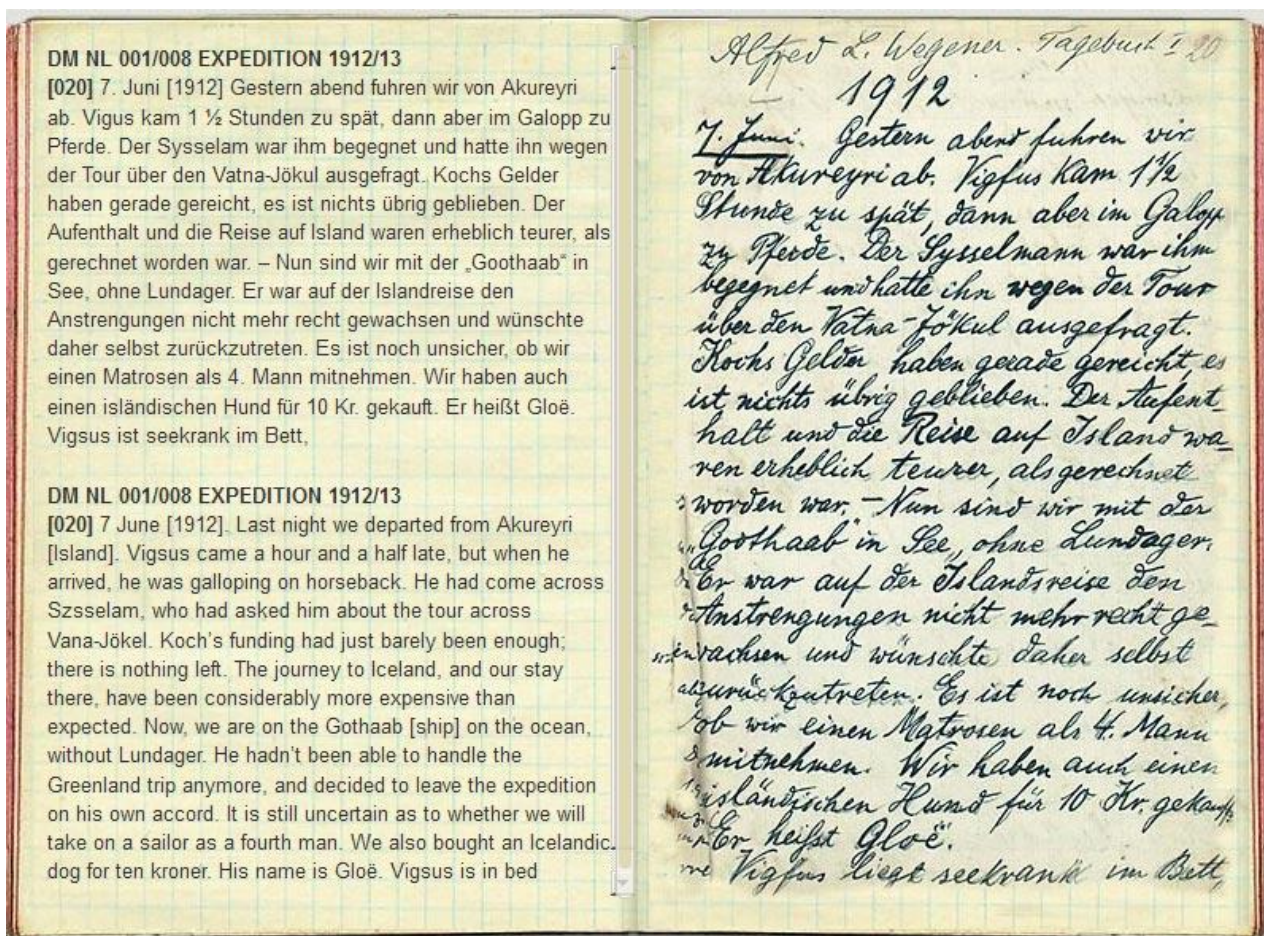 DM NL 001/008 EXPEDITION 1912/13
[020] 7. Juni [1912] Gestern abend fuhren wir von Akureyri
ab. Vigus kam 1 ½ Stunden zu spät, dann aber im Galopp zu
Pferde. Der Sysselam war ihm begegnet und hatte ihn wegen
der Tour über den Vatna-Jökul ausgefragt. Kochs Gelder
haben gerade gereicht, es ist nichts übrig geblieben. Der
Aufenthalt und die Reise auf Island waren erheblich teurer, als
gerechnet worden war. – Nun sind wir mit der „Goothaab“ in
See, ohne Lundager. Er war auf der Islandreise den
Anstrengungen nicht mehr recht gewachsen und wünschte
daher selbst zurückzutreten. Es ist noch unsicher, ob wir
einen Matrosen als 4. Mann mitnehmen. Wir haben auch
einen isländischen Hund für 10 Kr. gekauft. Er heißt Gloë.
Vigsus ist seekrank im Bett,
DM NL 001/008 EXPEDITION 1912/13
[020] 7 June [1912]. Last night we departed from Akureyri
[Island]. Vigsus came a hour and a half late, but when he
arrived, he was galloping on horseback. He had come across
Szsselam, who had asked him about the tour across
Vana-Jökel. Koch’s funding had just barely been enough;
there is nothing left. The journey to Iceland, and our stay
there, have been considerably more expensive than
expected. Now, we are on the Gothaab [ship] on the ocean,
without Lundager. He hadn’t been able to handle the
Greenland trip anymore, and decided to leave the expedition
on his own accord. It is still uncertain as to whether we will
take on a sailor as a fourth man. We also bought an Icelandic
dog for ten kroner. His name is Gloë. Vigsus is in bed
Alfred L. Wegener. Tagebuch I 20
1912
7. Juni. Gestern abend fuhren wir
von Akureyri ab. Vigfus kam 1 ½
Stunde zu spät, dann aber im Galopp
zu Pferde. Der Sysselmann war ihm
begegnet und hatte ihn wegen der Tour
über den Vatna-Jökul ausgefragt.
Kochs Gelder haben gerade gereicht, es
ist nichts übrig geblieben. Der Aufent-
halt und die Reise auf Island wa-
ren erheblich teurer, als gerechnet
worden war. – Nun sind wir mit der
„Goothaab“ in See, ohne Lundager.
Er war auf der Islandsreise den
Anstrengungen nicht mehr recht ge-
wachsen und wünschte daher selbst
zurückzutreten. Es ist noch unsicher,
ob wir einen Matrosen als 4. Mann
mitnehmen. Wir haben auch einen
isländischen Hund für 10 Kr. gekauft.
Er heißt Gloë.
Vigfus liegt seekrank im Bett,